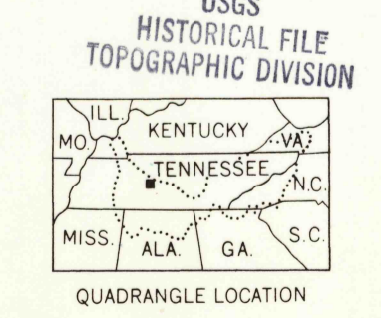 USGS
HISTORICAL FILE
TOPOGRAPHIC DIVISION
ILL.
MO.
KENTUCKY
VA.
TENNESSEE
N.C.
MISS.
ALA.
GA.
S.C.
QUADRANGLE LOCATION